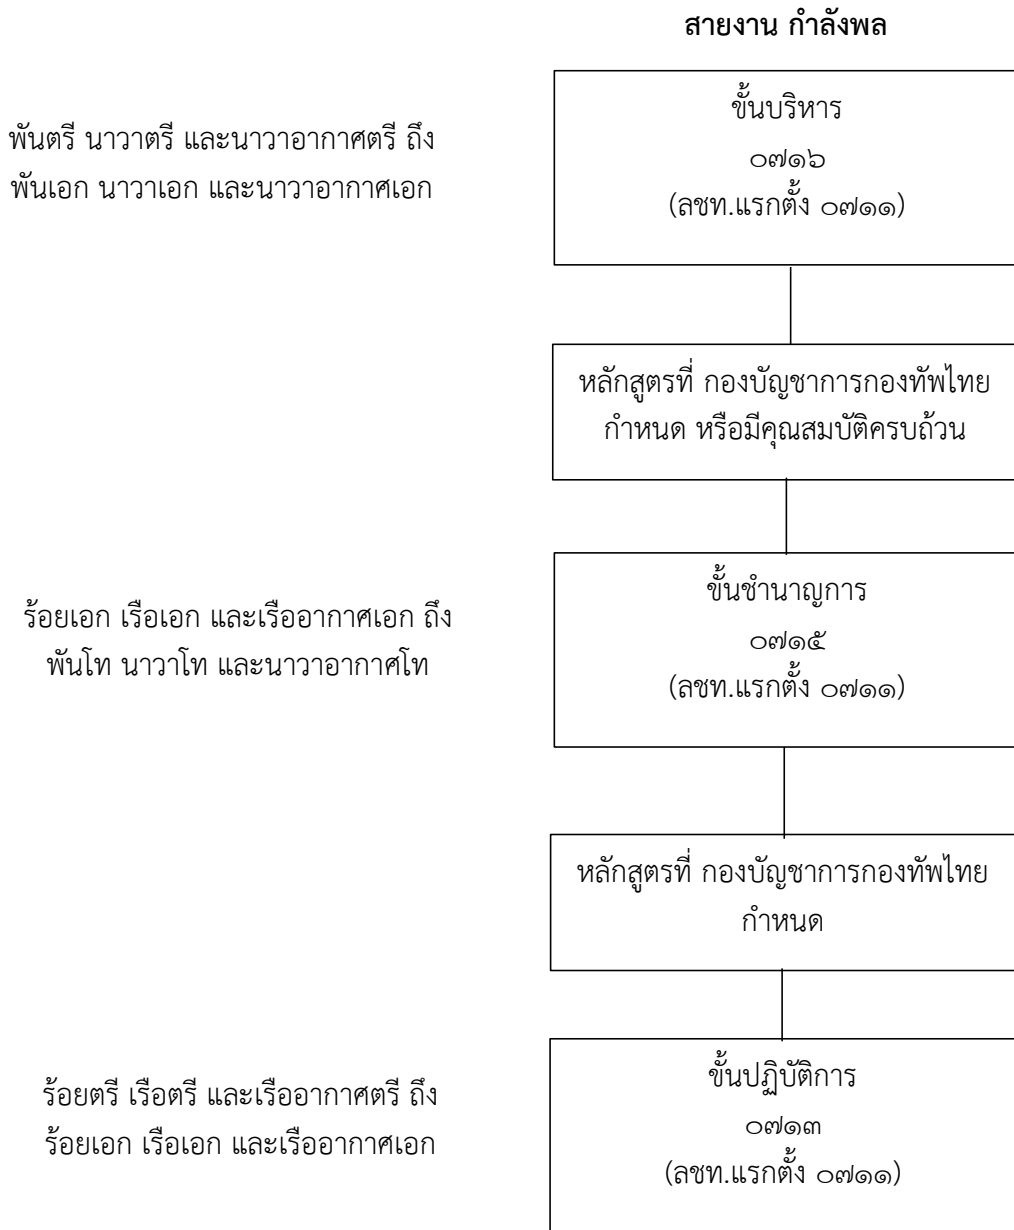 สายงาน กำลังพล
พันตรี นาวาตรี และนาวาอากาศตรี ถึง
พันเอก นาวาเอก และนาวาอากาศเอก
ขั้นบริหาร
๐๗๑๖
(ลชท.แรกตั้ง ๐๗๑๑)
หลักสูตรที่ กองบัญชาการกองทัพไทย
กำหนด หรือมีคุณสมบัติครบถ้วน
ร้อยเอก เรือเอก และเรืออากาศเอก ถึง
พันโท นาวาโท และนาวาอากาศโท
ขั้นชำนาญการ
๐๗๑๕
(ลชท.แรกตั้ง ๐๗๑๑)
หลักสูตรที่ กองบัญชาการกองทัพไทย
กำหนด
ร้อยตรี เรือตรี และเรืออากาศตรี ถึง
ร้อยเอก เรือเอก และเรืออากาศเอก
ขั้นปฏิบัติการ
๐๗๑๓
(ลชท.แรกตั้ง ๐๗๑๑)